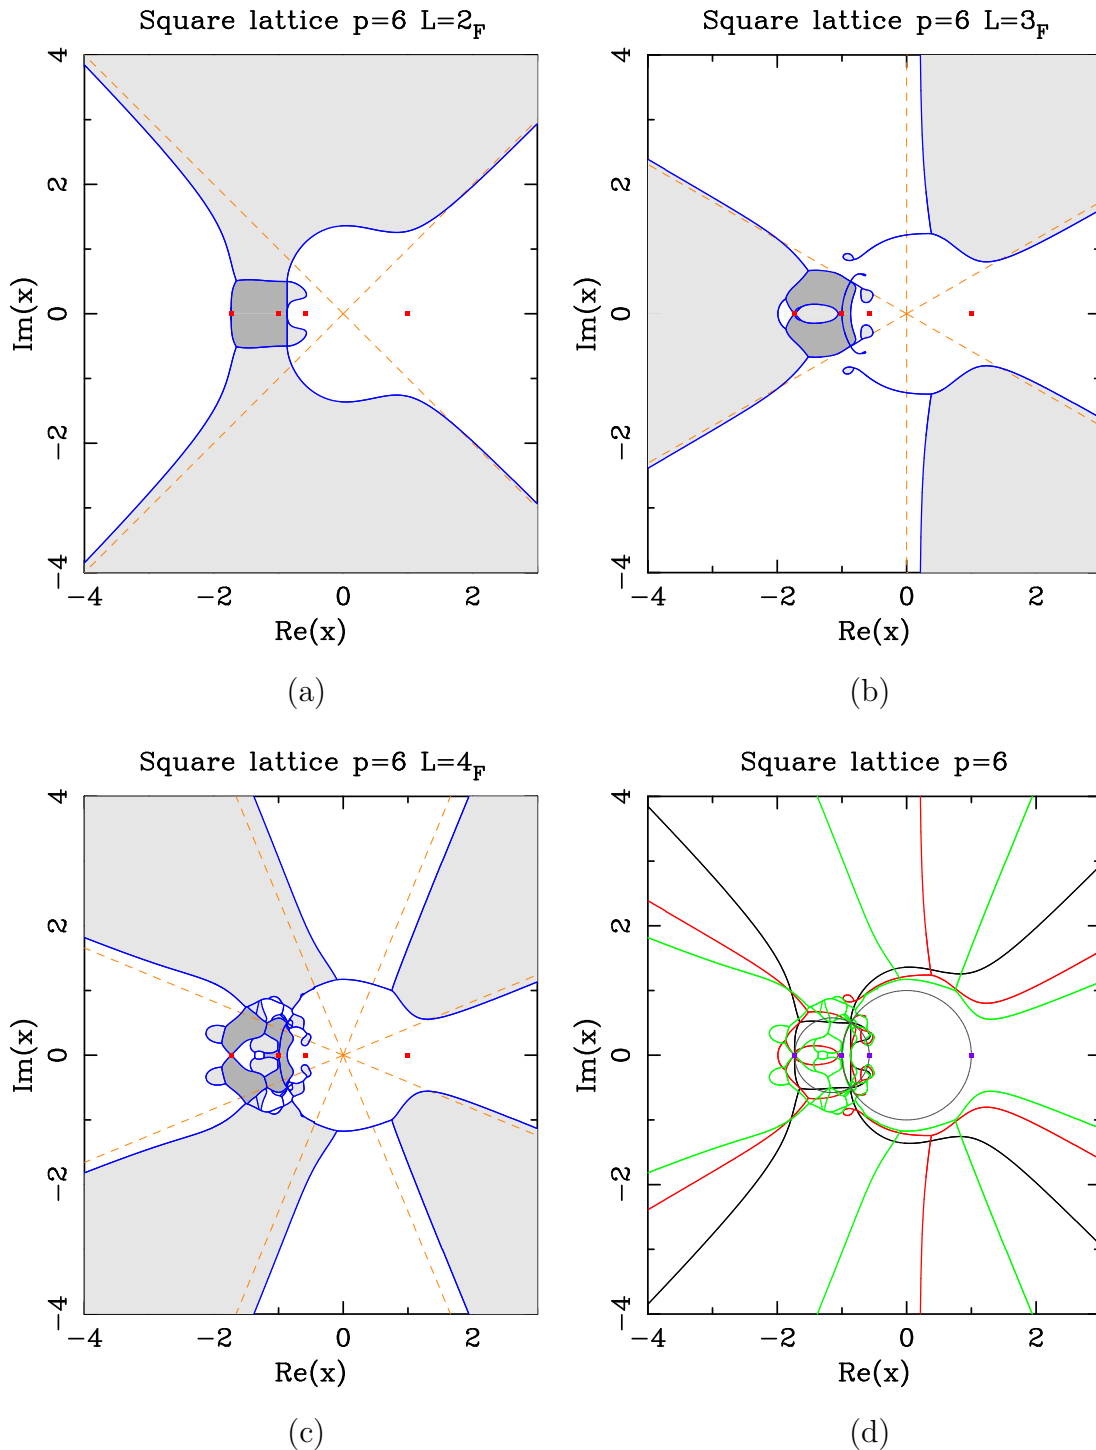 Square lattice p=6 L=2F
Square lattice p=6 L=3F
4
2
0
−2
−4
Im(x)
−4 −2 0 2
Re(x)
4
2
0
−2
−4
Im(x)
−4 −2 0 2
Re(x)
(a)
(b)
Square lattice p=6 L=4F
Square lattice p=6
4
2
0
−2
−4
Im(x)
−4 −2 0 2
Re(x)
4
2
0
−2
−4
Im(x)
−4 −2 0 2
Re(x)
(c)
(d)